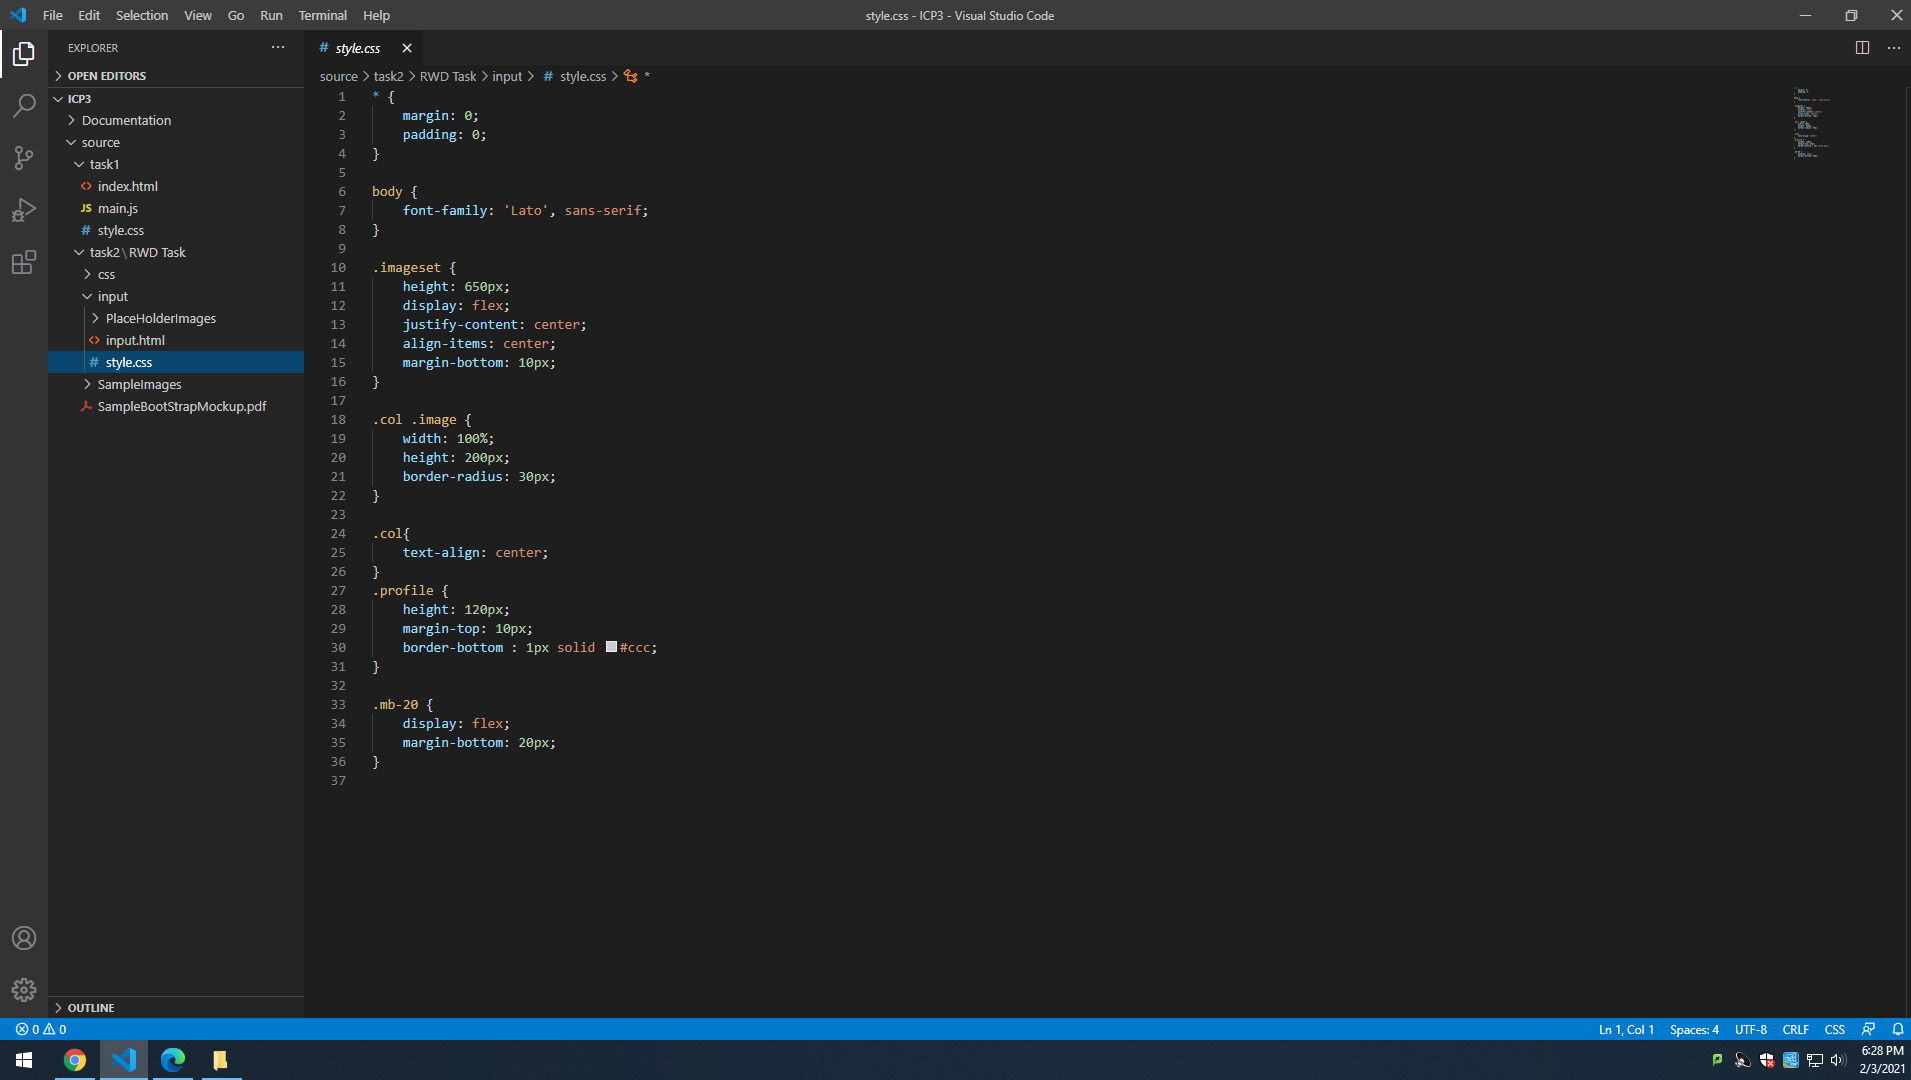 File Edit Selection View Go Run Terminal Help
style.css - ICP3 - Visual Studio Code
EXPLORER
OPEN EDITORS
ICP3
Documentation
source
task1
index.html
JS main.js
# style.css
task2\RWD Task
css
input
PlaceHolderImages
input.html
# style.css
SampleImages
SampleBootStrapMockup.pdf
OUTLINE
# style.css
source > task2 > RWD Task > input > # style.css > *
1 * {
2     margin: 0;
3     padding: 0;
4 }
5
6 body {
7     font-family: 'Lato', sans-serif;
8 }
9
10 .imageset {
11     height: 650px;
12     display: flex;
13     justify-content: center;
14     align-items: center;
15     margin-bottom: 10px;
16 }
17
18 .col .image {
19     width: 100%;
20     height: 200px;
21     border-radius: 30px;
22 }
23
24 .col{
25     text-align: center;
26 }
27 .profile {
28     height: 120px;
29     margin-top: 10px;
30     border-bottom : 1px solid #ccc;
31 }
32
33 .mb-20 {
34     display: flex;
35     margin-bottom: 20px;
36 }
37
0 0
Ln 1, Col 1 Spaces: 4 UTF-8 CRLF CSS
6:28 PM
2/3/2021